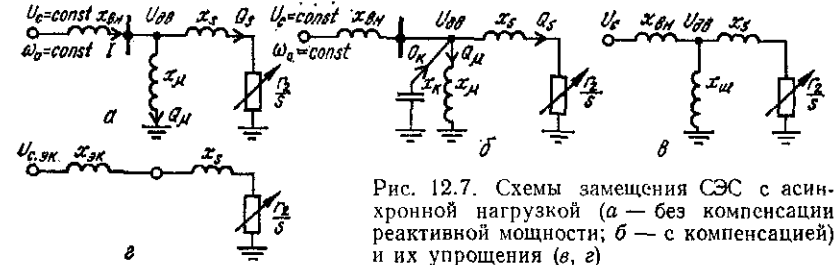 U_c=const x_вн U_дв x_s Q_s
ω_0=const I
x_μ
Q_μ
r_2/s
а
U_c=const x_вн U_дв x_s Q_s
ω_0=const
Q_к Q_μ
x_к x_μ
r_2/s
б
U_c x_вн U_дв x_s
x_ш
r_2/s
в
U_с.эк. x_эк x_s
r_2/s
г
Рис. 12.7. Схемы замещения СЭС с асин-
хронной нагрузкой (а — без компенсации
реактивной мощности; б — с компенсацией)
и их упрощения (в, г)